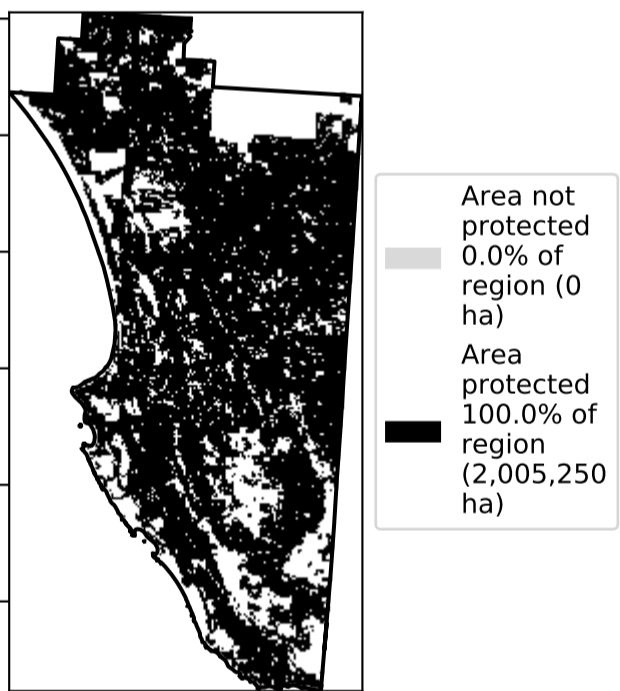 Area not
protected
0.0% of
region (0
ha)
Area
protected
100.0% of
region
(2,005,250
ha)